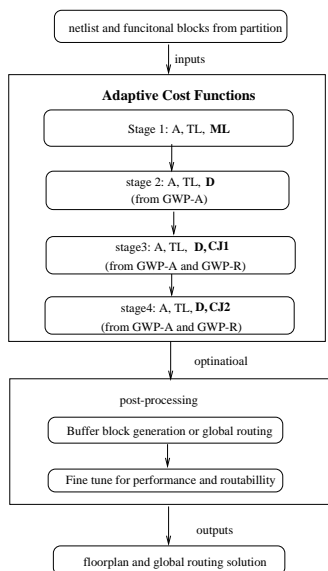 netlist and funcitonal blocks from partition
inputs
Adaptive Cost Functions
Stage 1: A, TL, ML
stage 2: A, TL, D
(from GWP-A)
stage3: A, TL, D,CJ1
(from GWP-A and GWP-R)
stage4: A, TL, D,CJ2
(from GWP-A and GWP-R)
optinatioal
post-processing
Buffer block generation or global routing
Fine tune for performance and routabillity
outputs
floorplan and global routing solution